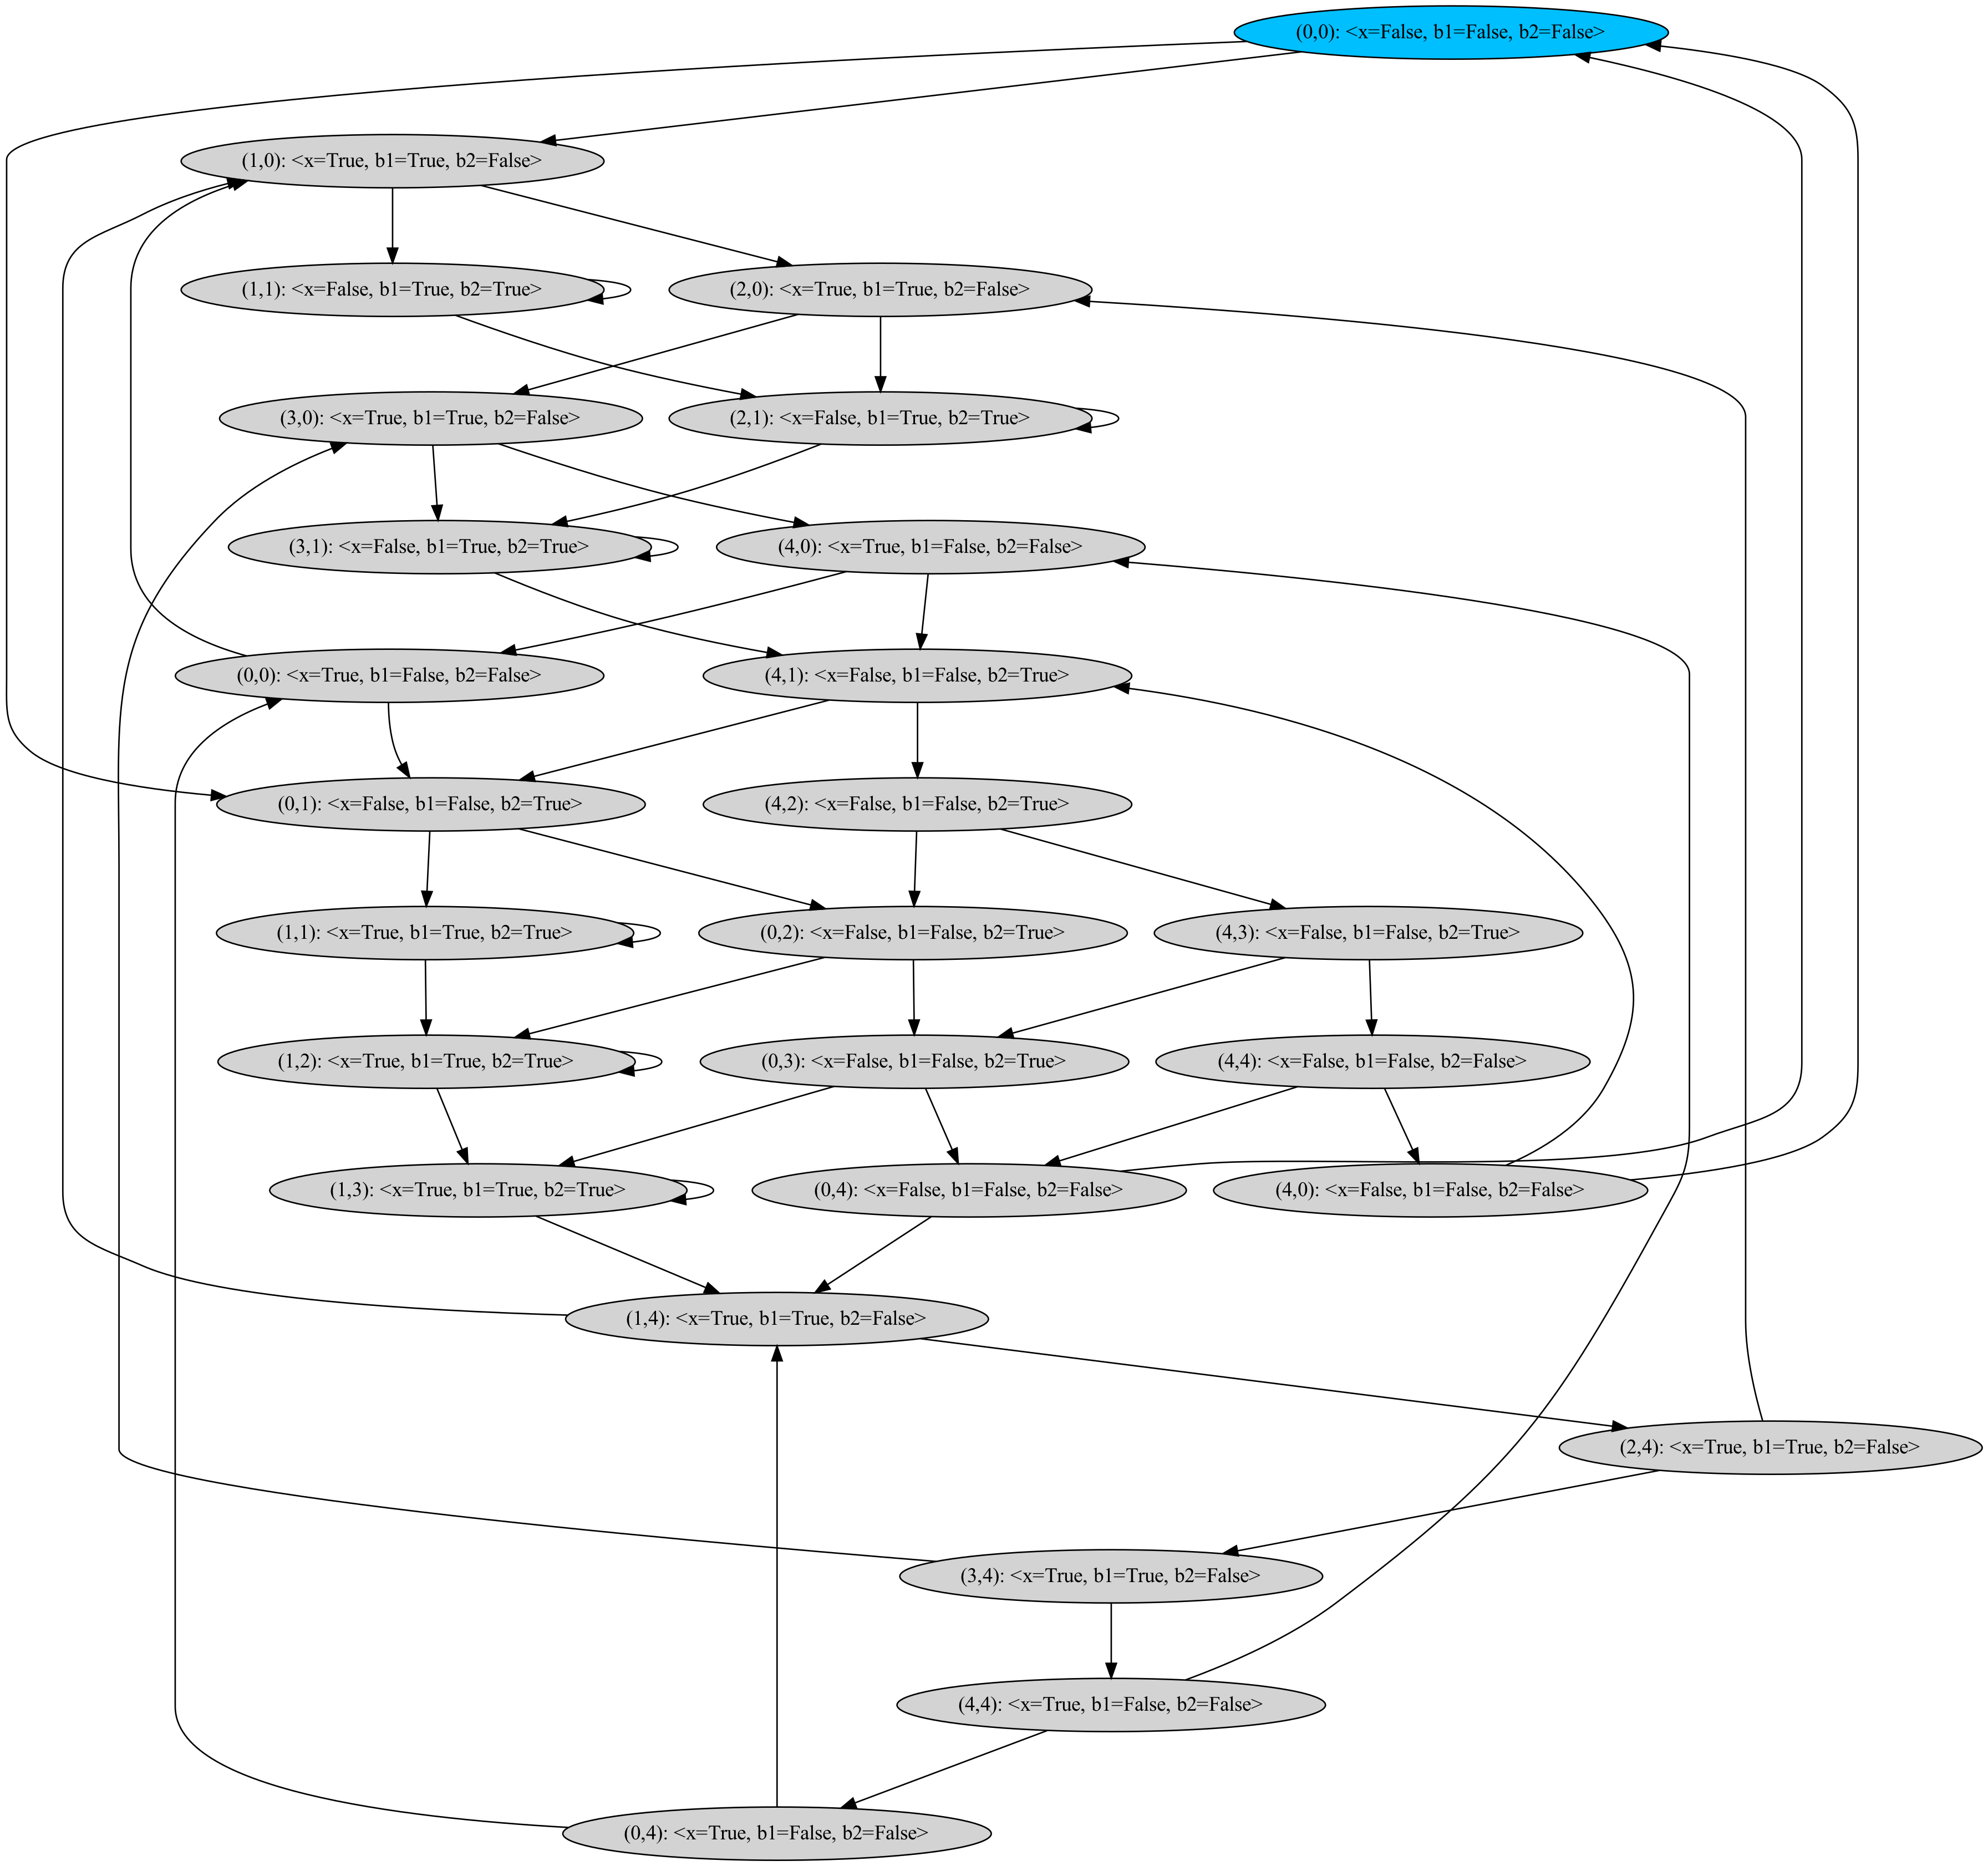 (0,0): <x=False, b1=False, b2=False>
(1,0): <x=True, b1=True, b2=False>
(1,1): <x=False, b1=True, b2=True>
(2,0): <x=True, b1=True, b2=False>
(3,0): <x=True, b1=True, b2=False>
(2,1): <x=False, b1=True, b2=True>
(3,1): <x=False, b1=True, b2=True>
(4,0): <x=True, b1=False, b2=False>
(0,0): <x=True, b1=False, b2=False>
(4,1): <x=False, b1=False, b2=True>
(0,1): <x=False, b1=False, b2=True>
(4,2): <x=False, b1=False, b2=True>
(1,1): <x=True, b1=True, b2=True>
(0,2): <x=False, b1=False, b2=True>
(4,3): <x=False, b1=False, b2=True>
(1,2): <x=True, b1=True, b2=True>
(0,3): <x=False, b1=False, b2=True>
(4,4): <x=False, b1=False, b2=False>
(1,3): <x=True, b1=True, b2=True>
(0,4): <x=False, b1=False, b2=False>
(4,0): <x=False, b1=False, b2=False>
(1,4): <x=True, b1=True, b2=False>
(2,4): <x=True, b1=True, b2=False>
(3,4): <x=True, b1=True, b2=False>
(4,4): <x=True, b1=False, b2=False>
(0,4): <x=True, b1=False, b2=False>